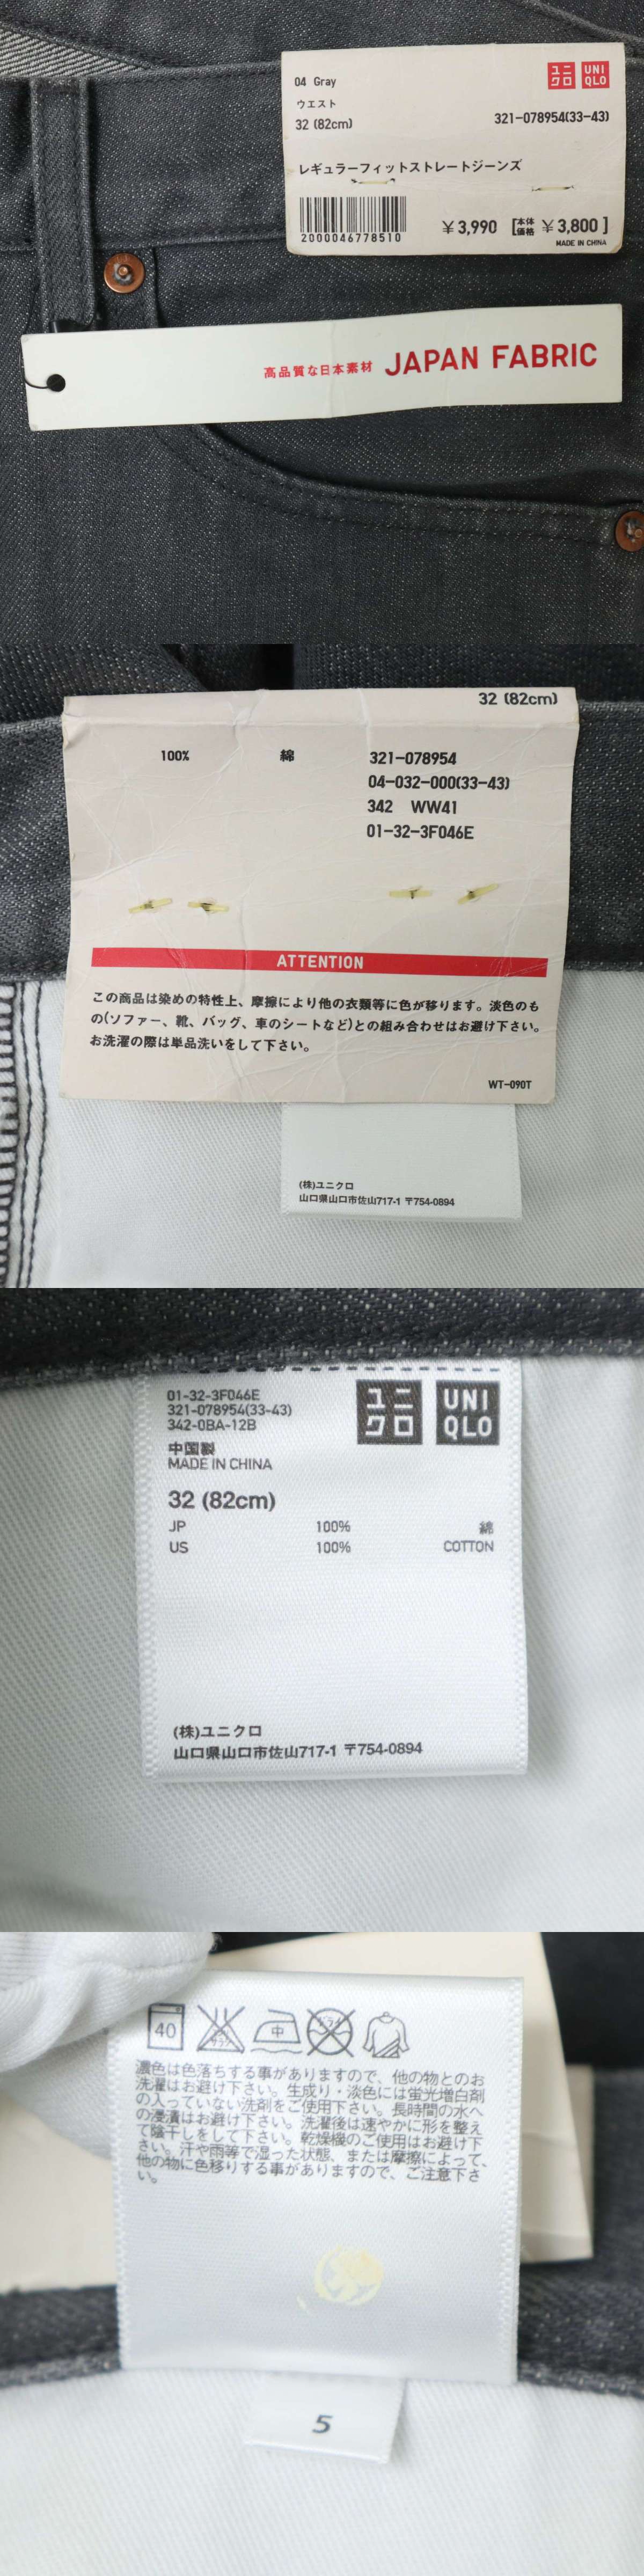 04 Gray
ユニクロ UNIQLO
ウエスト
32 (82cm)
321-078954(33-43)
レギュラーフィットストレートジーンズ
2000046778510
￥3,990 [本体価格 ￥3,800 ]
MADE IN CHINA
高品質な日本素材 JAPAN FABRIC
32 (82cm)
100% 綿
321-078954
04-032-000(33-43)
342 WW41
01-32-3F046E
ATTENTION
この商品は染めの特性上、摩擦により他の衣類等に色が移ります。淡色のも
の(ソファー、靴、バッグ、車のシートなど)との組み合わせはお避け下さい。
お洗濯の際は単品洗いをして下さい。
WT-090T
(株)ユニクロ
山口県山口市佐山717-1 〒754-0894
01-32-3F046E
321-078954(33-43)
342-0BA-12B
ユニクロ UNIQLO
中国製
MADE IN CHINA
32 (82cm)
JP 100% 綿
US 100% COTTON
(株)ユニクロ
山口県山口市佐山717-1 〒754-0894
40 エンソサラシ 中 ドライ
濃色は色落ちする事がありますので、他の物とのお
洗濯はお避け下さい。生成り・淡色には蛍光増白剤
の入っていない洗剤をご使用下さい。長時間の水へ
の浸漬はお避け下さい。洗濯後は速やかに形を整え
て陰干しをして下さい。乾燥機のご使用はお避け下
さい。汗や雨等で湿った状態、または摩擦によって、
他の物に色移りする事がありますので、ご注意下さ
い。
5